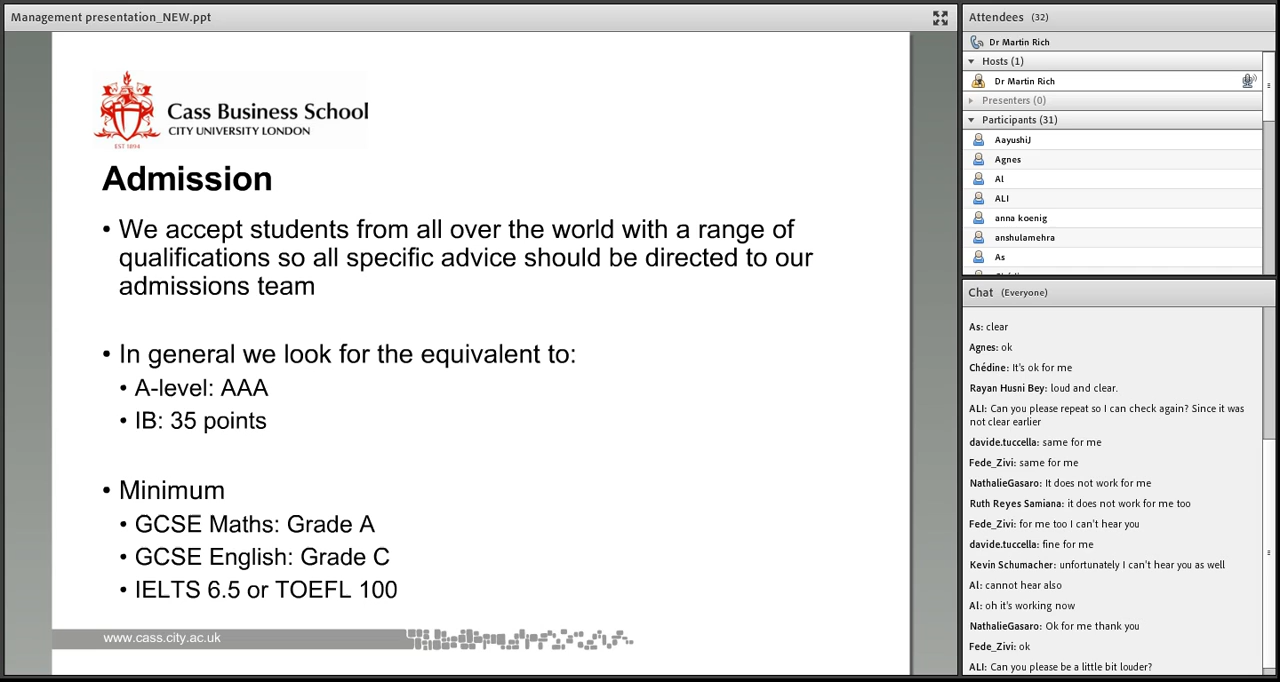 Management presentation_NEW.ppt
Cass Business School
CITY UNIVERSITY LONDON
EST 1894
Admission
• We accept students from all over the world with a range of
qualifications so all specific advice should be directed to our
admissions team
• In general we look for the equivalent to:
• A-level: AAA
• IB: 35 points
• Minimum
• GCSE Maths: Grade A
• GCSE English: Grade C
• IELTS 6.5 or TOEFL 100
www.cass.city.ac.uk
Attendees (32)
Dr Martin Rich
Hosts (1)
Dr Martin Rich
Presenters (0)
Participants (31)
AayushiJ
Agnes
Al
ALI
anna koenig
anshulamehra
As
Chat (Everyone)
As: clear
Agnes: ok
Chédine: It's ok for me
Rayan Husni Bey: loud and clear.
ALI: Can you please repeat so I can check again? Since it was
not clear earlier
davide.tuccella: same for me
Fede_Zivi: same for me
NathalieGasaro: It does not work for me
Ruth Reyes Samiana: it does not work for me too
Fede_Zivi: for me too I can't hear you
davide.tuccella: fine for me
Kevin Schumacher: unfortunately I can't hear you as well
Al: cannot hear also
Al: oh it's working now
NathalieGasaro: Ok for me thank you
Fede_Zivi: ok
ALI: Can you please be a little bit louder?